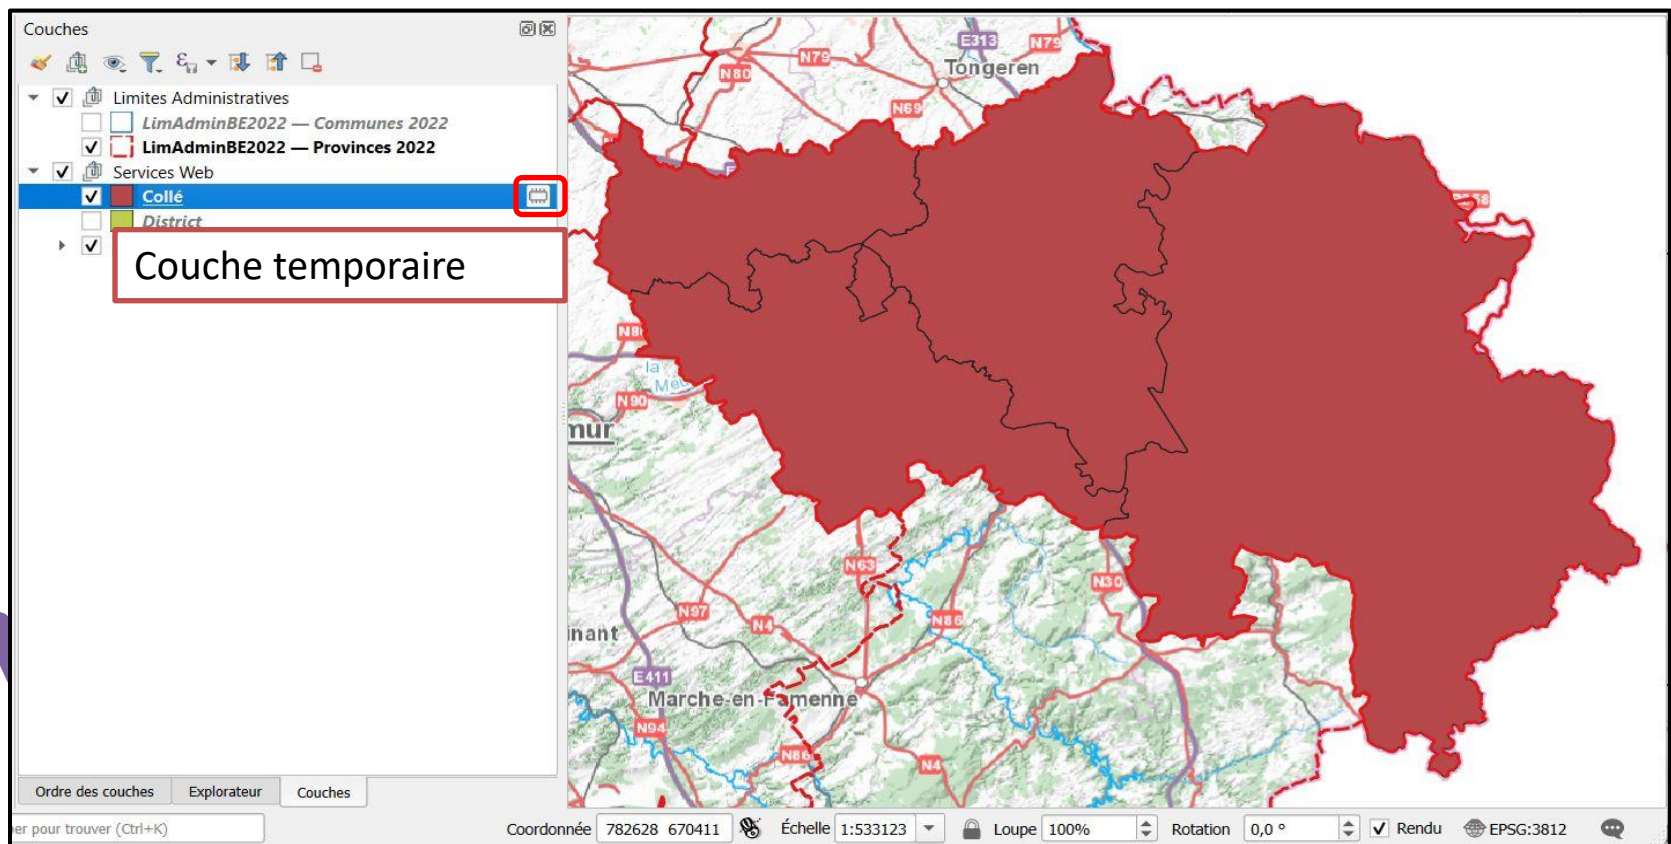 Couches
Limites Administratives
LimAdminBE2022 — Communes 2022
LimAdminBE2022 — Provinces 2022
Services Web
Collé
District
Couche temporaire
Ordre des couches
Explorateur
Couches
er pour trouver (Ctrl+K)
Coordonnée 782628 670411
Échelle 1:533123
Loupe 100%
Rotation 0,0 °
Rendu
EPSG:3812
E313
N79
N79
N80
Tongeren
N69
la
N90
mur
N63
N30
N97
N4
N86
inant
E411
Marche-en-Famenne
N94
N86
N4